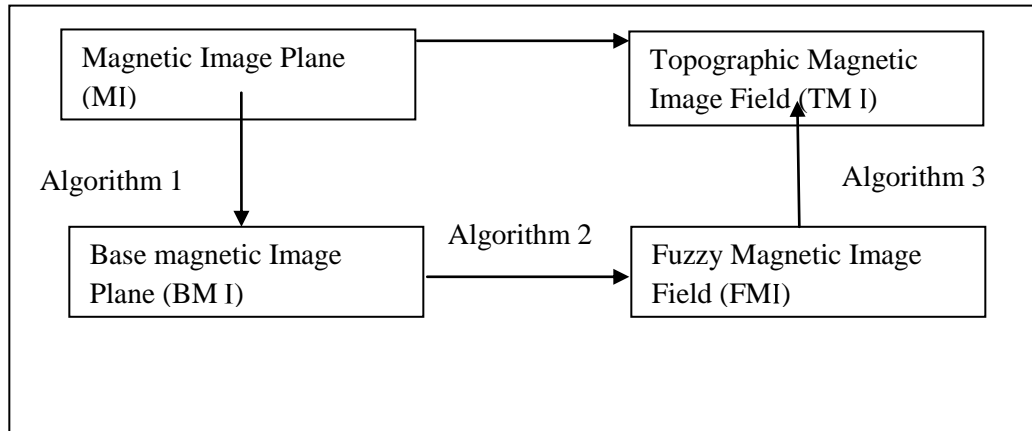 Magnetic Image Plane
(MI)
Topographic Magnetic
Image Field (TM I)
Algorithm 1
Algorithm 3
Base magnetic Image
Plane (BM I)
Algorithm 2
Fuzzy Magnetic Image
Field (FMI)